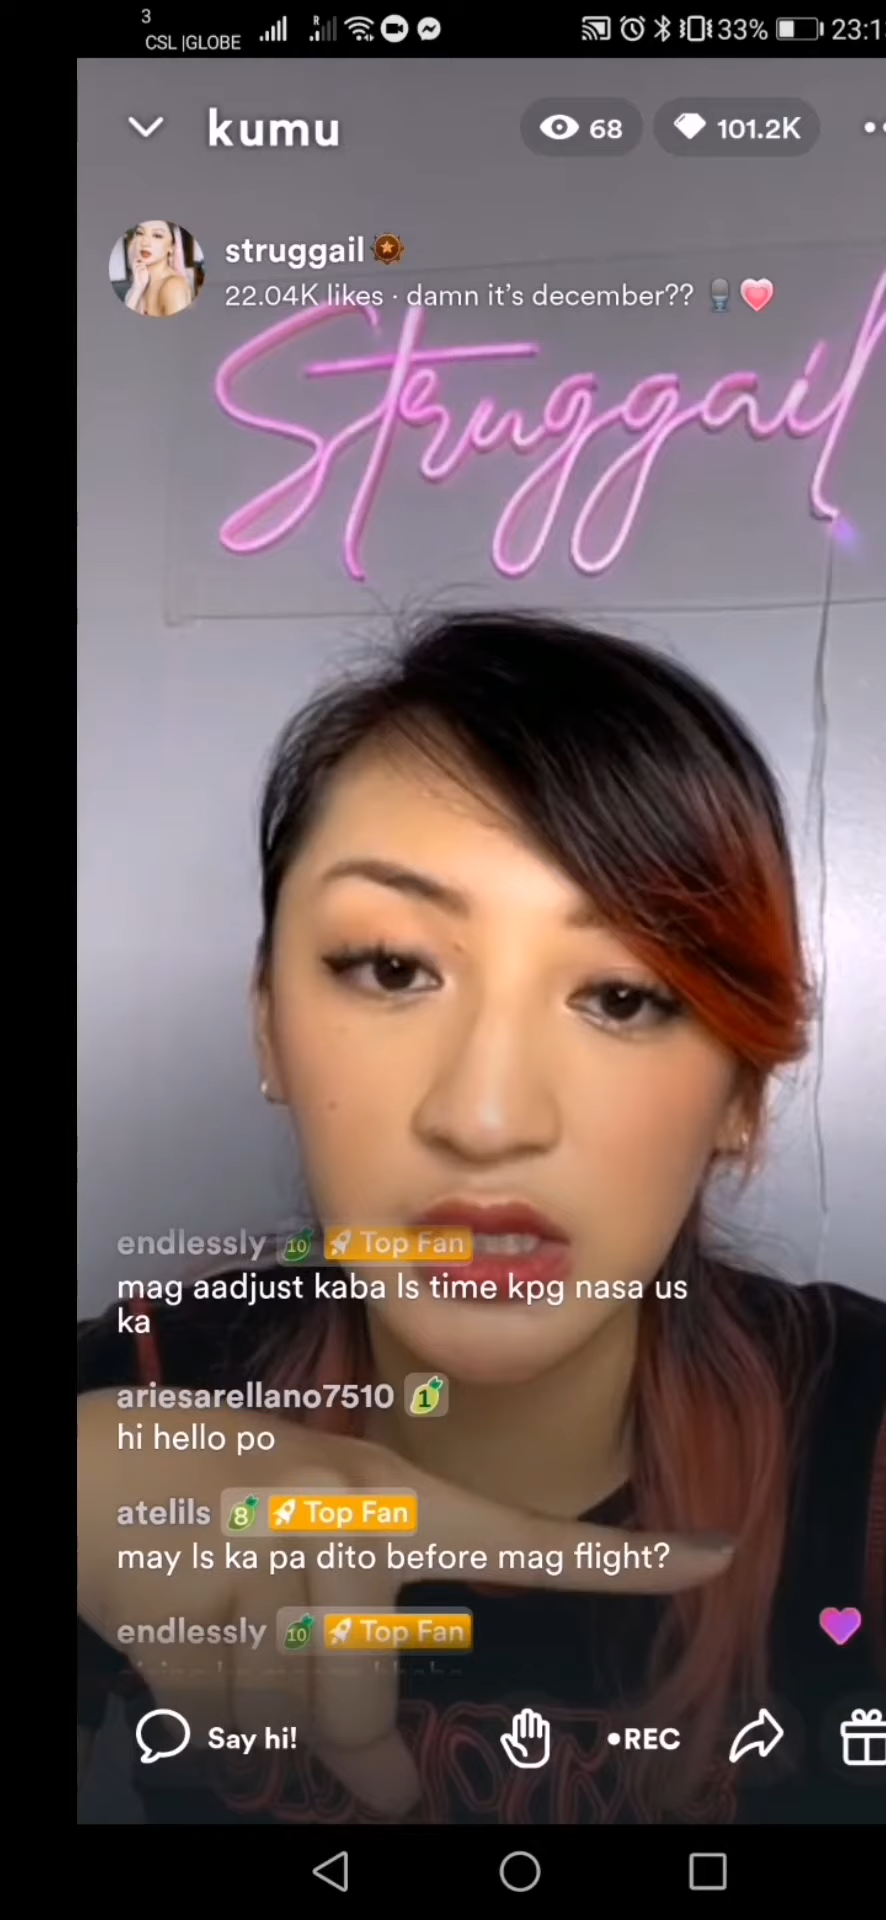 3
CSL |GLOBE
R
33%
23:1
kumu
68
101.2K
struggail
22.04K likes · damn it's december??
Struggail
endlessly 10 Top Fan
mag aadjust kaba ls time kpg nasa us
ka
ariesarellano7510 1
hi hello po
atelils 8 Top Fan
may ls ka pa dito before mag flight?
endlessly 10 Top Fan
Say hi!
•REC